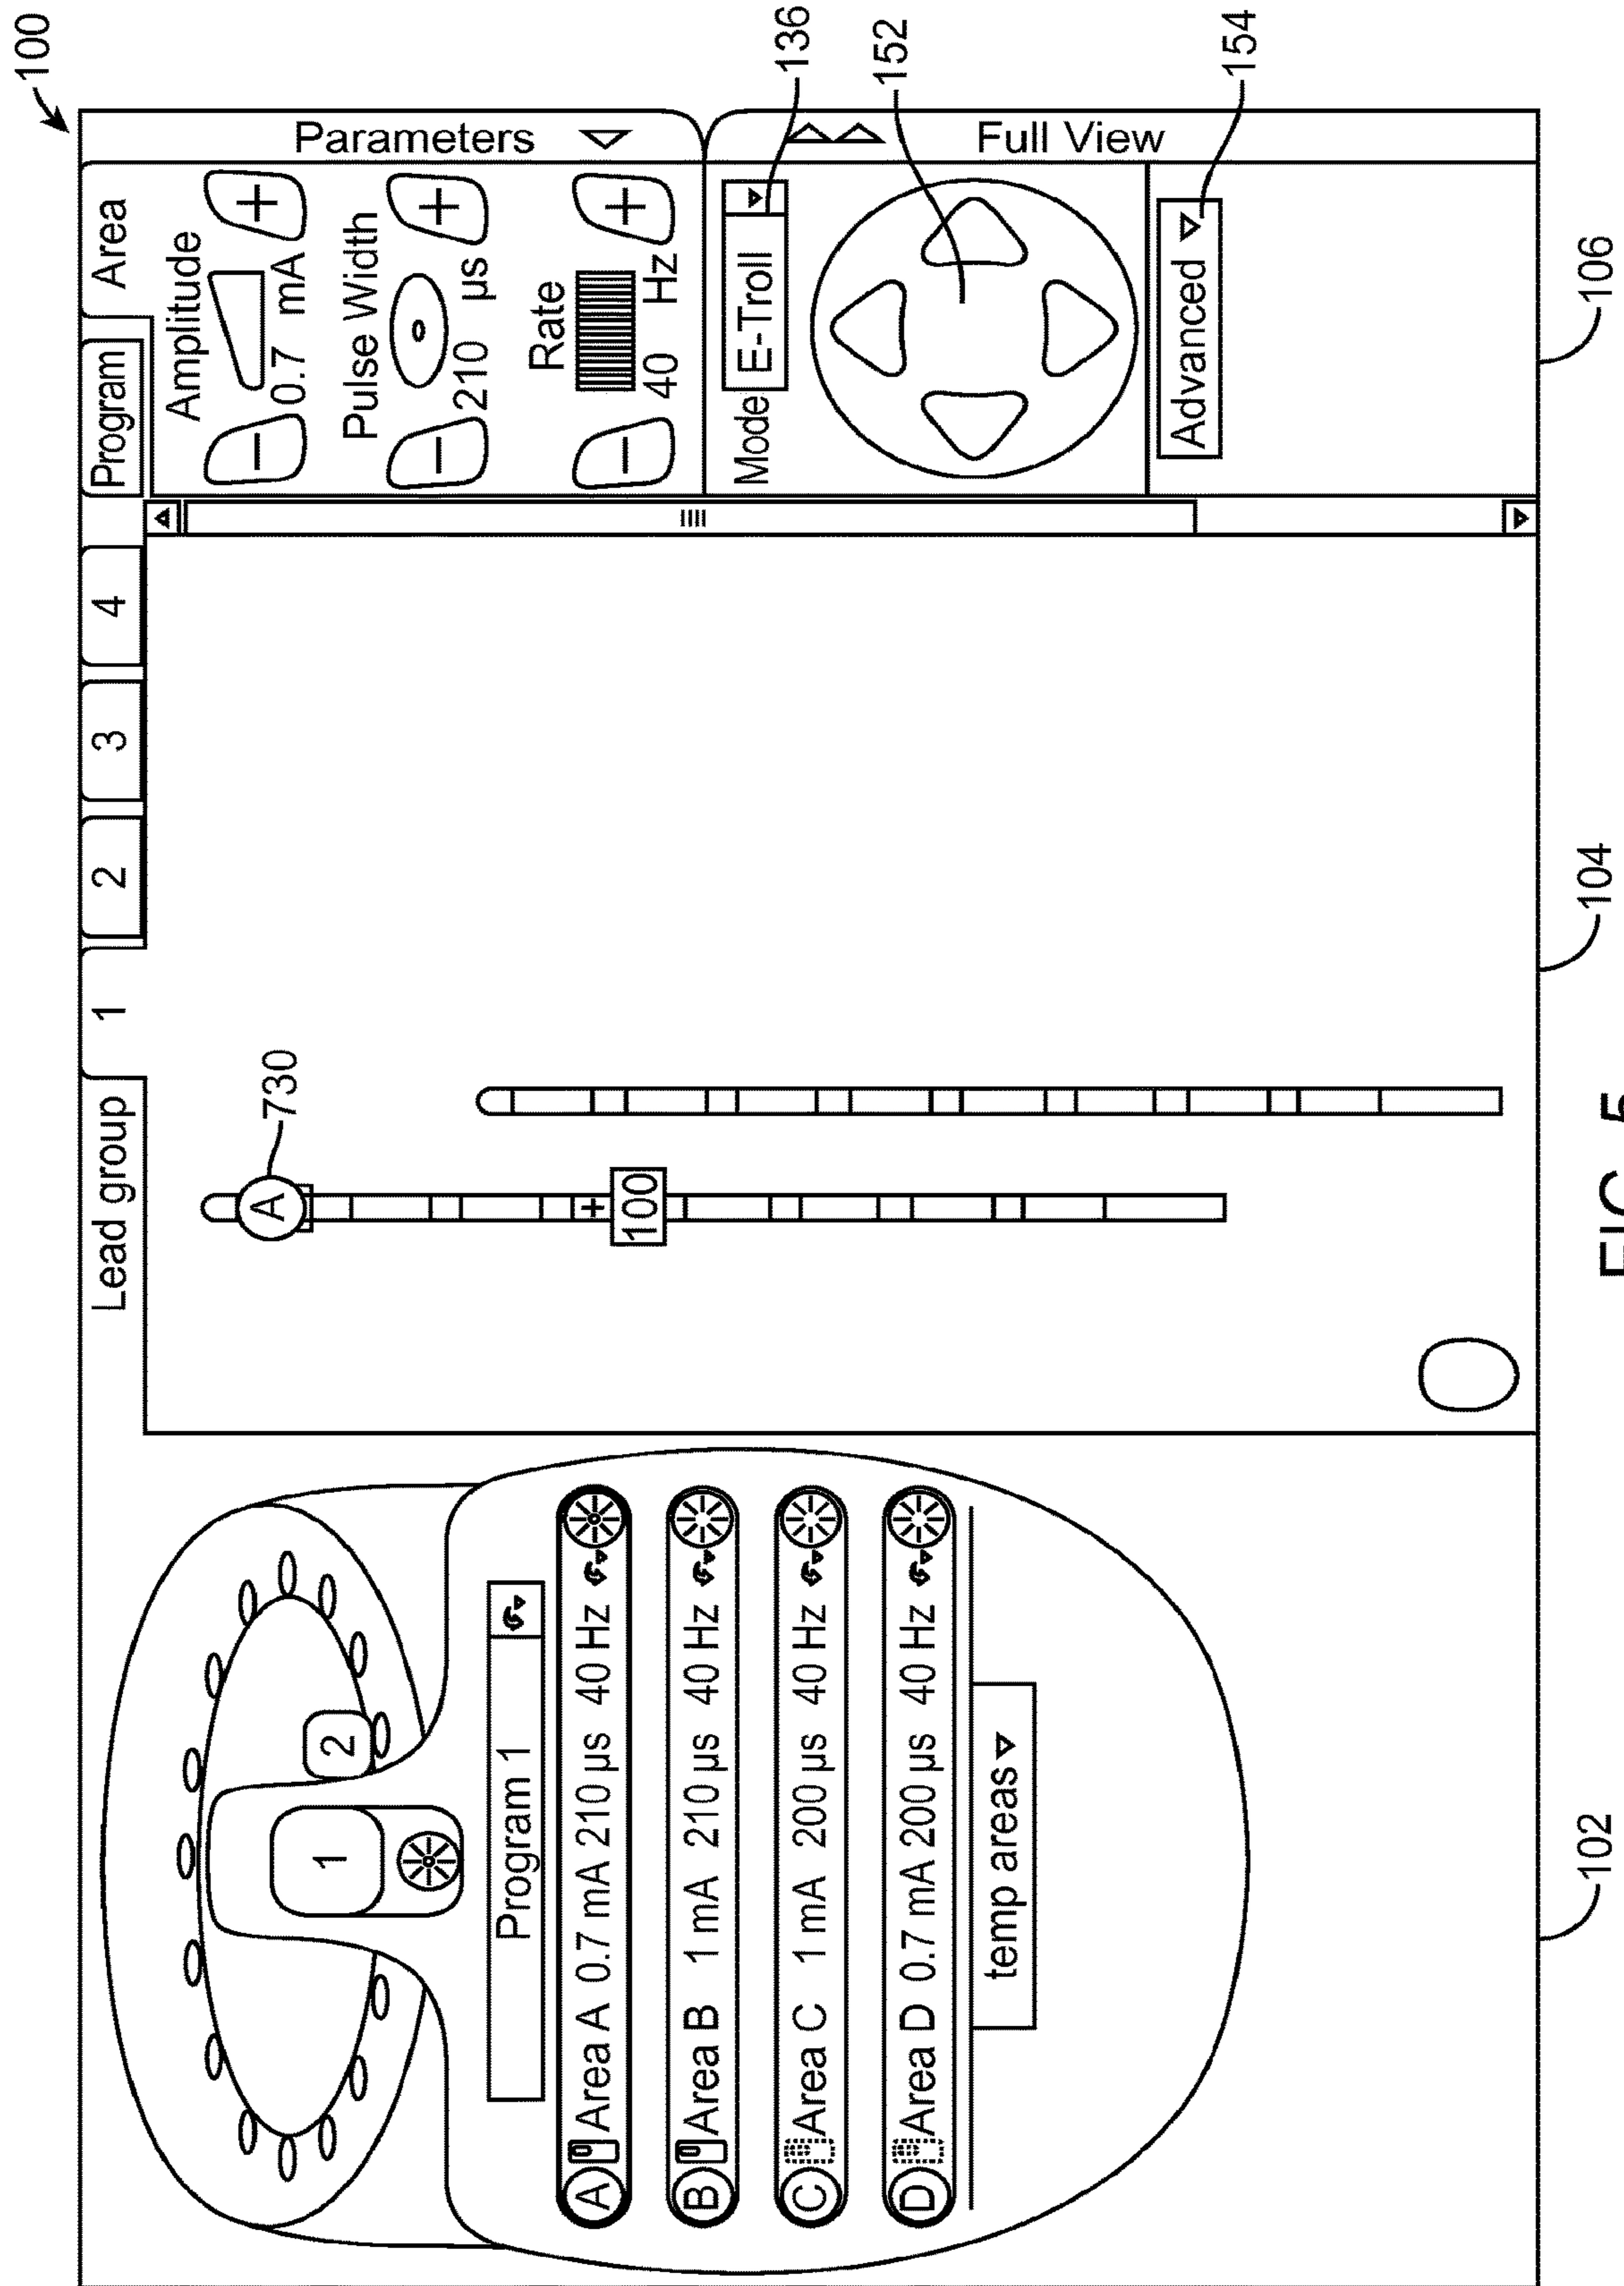 100
Lead group 1 2 3 4
Program Area
Amplitude
0.7 mA
Pulse Width
210 µs
Rate
40 Hz
Parameters
Mode E-Troll
136
152
Full View
Advanced
154
1
2
Program 1
A Area A 0.7 mA 210 µs 40 Hz
B Area B 1 mA 210 µs 40 Hz
C Area C 1 mA 200 µs 40 Hz
D Area D 0.7 mA 200 µs 40 Hz
temp areas
A
730
+
100
102
104
106